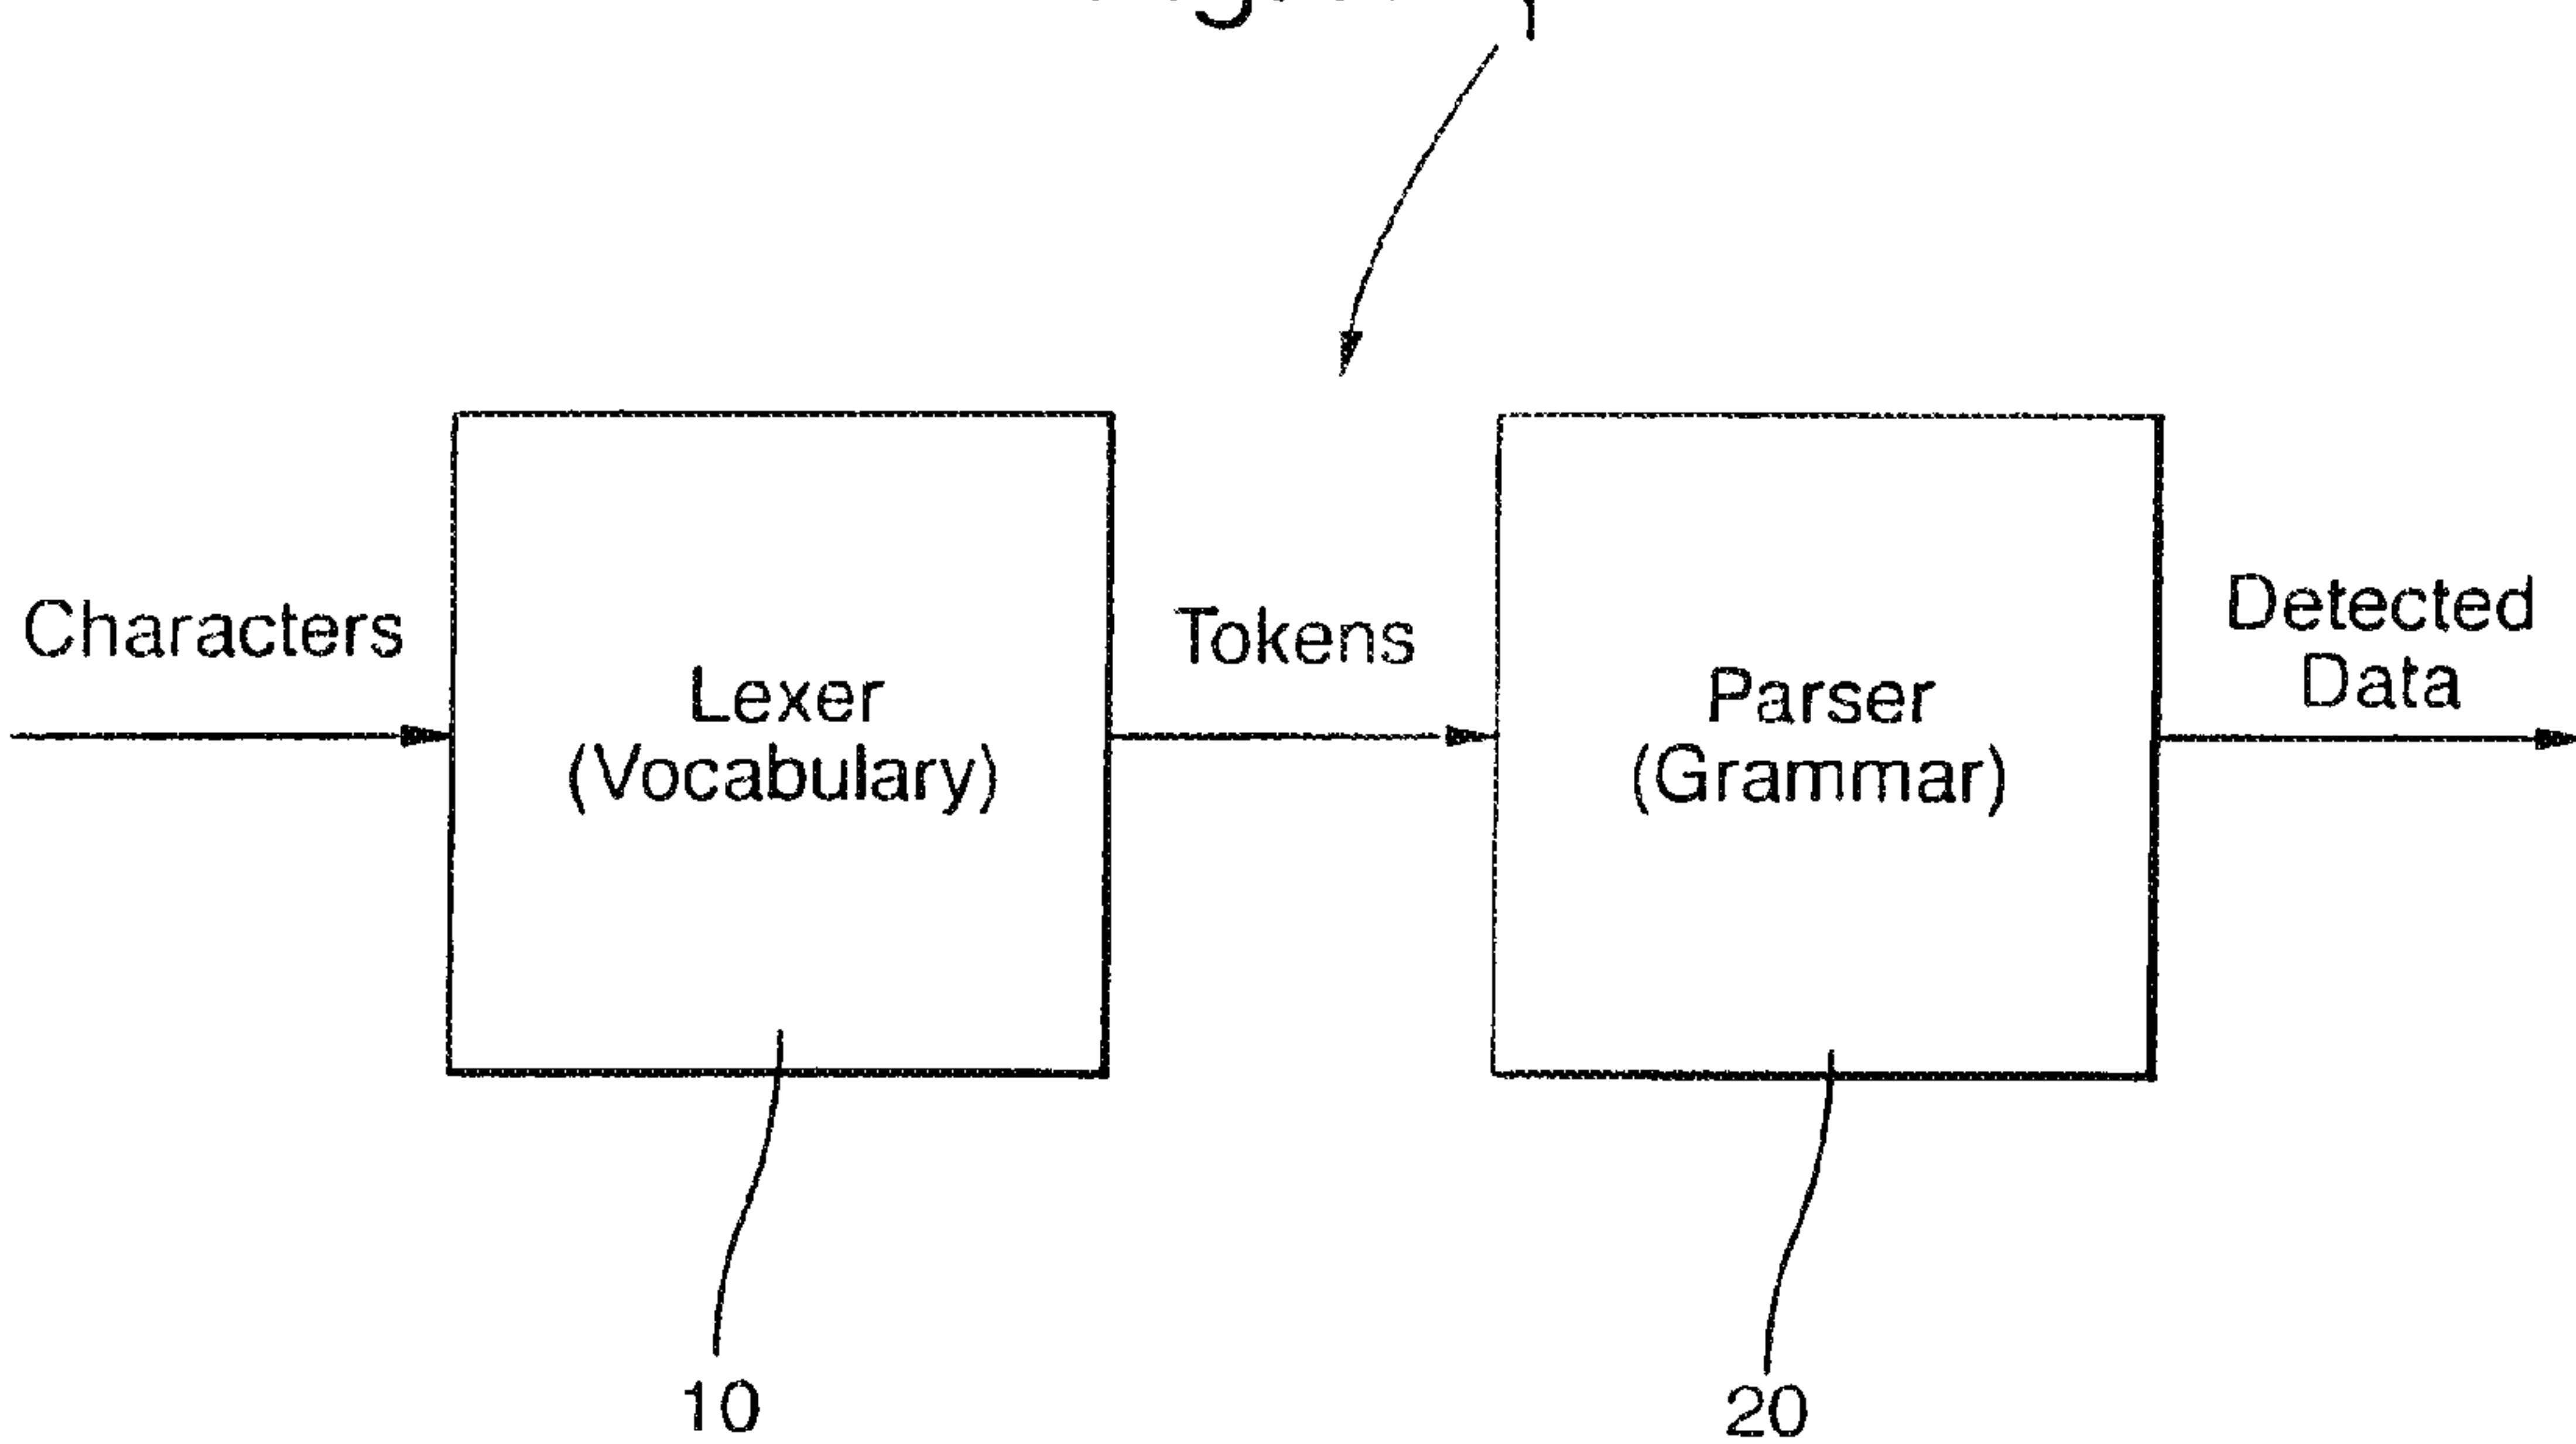 Characters
Lexer
(Vocabulary)
Tokens
Parser
(Grammar)
Detected
Data
10
20